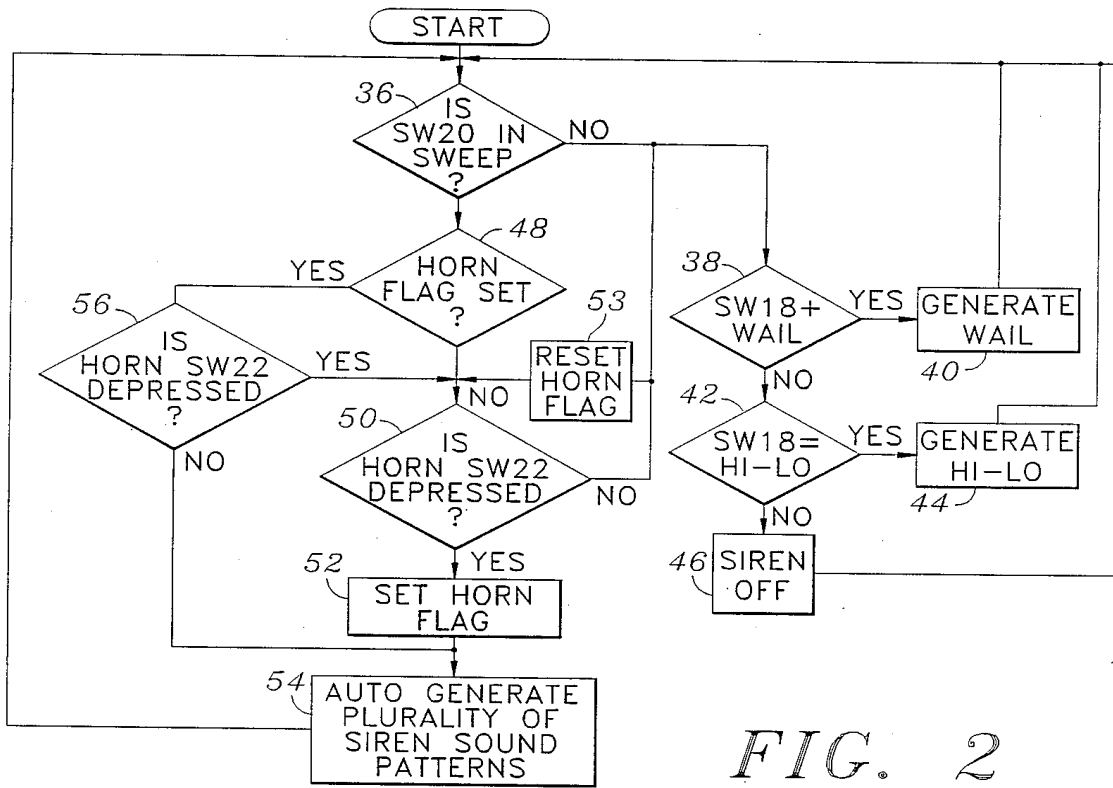 START
36
IS
SW20 IN
SWEEP
?
NO
48
HORN
FLAG SET
?
YES
56
IS
HORN SW22
DEPRESSED
?
YES
NO
53
RESET
HORN
FLAG
NO
50
IS
HORN SW22
DEPRESSED
?
NO
YES
52
SET HORN
FLAG
54
AUTO GENERATE
PLURALITY OF
SIREN SOUND
PATTERNS
38
SW18+
WAIL
YES
GENERATE
WAIL
40
NO
42
SW18=
HI-LO
YES
GENERATE
HI-LO
44
NO
46
SIREN
OFF
FIG. 2